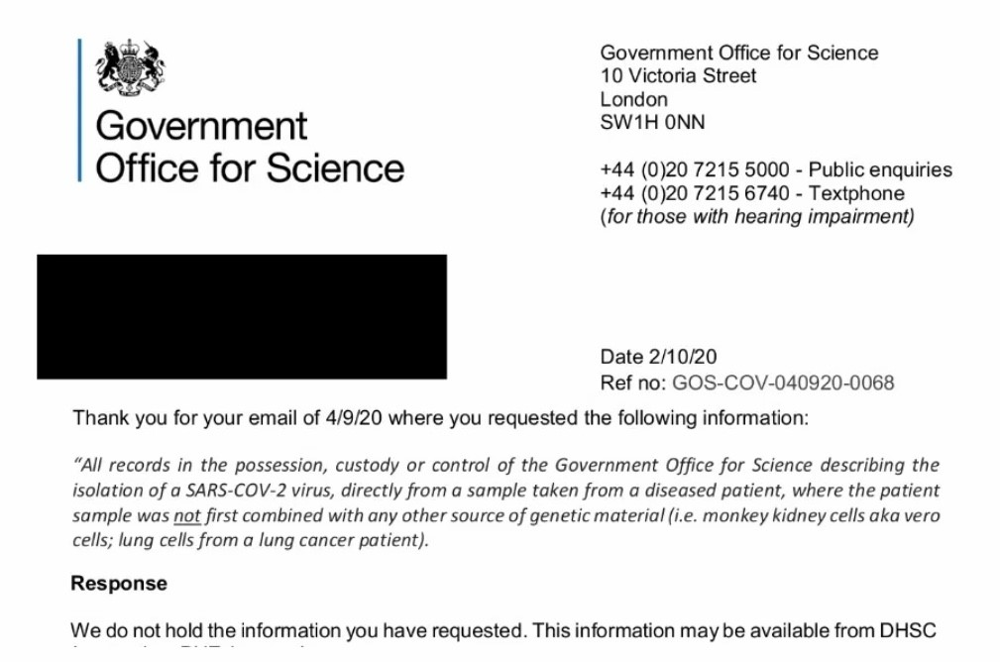 Government
Office for Science
Government Office for Science
10 Victoria Street
London
SW1H 0NN
+44 (0)20 7215 5000 - Public enquiries
+44 (0)20 7215 6740 - Textphone
(for those with hearing impairment)
Date 2/10/20
Ref no: GOS-COV-040920-0068
Thank you for your email of 4/9/20 where you requested the following information:
“All records in the possession, custody or control of the Government Office for Science describing the
isolation of a SARS-COV-2 virus, directly from a sample taken from a diseased patient, where the patient
sample was not first combined with any other source of genetic material (i.e. monkey kidney cells aka vero
cells; lung cells from a lung cancer patient).
Response
We do not hold the information you have requested. This information may be available from DHSC